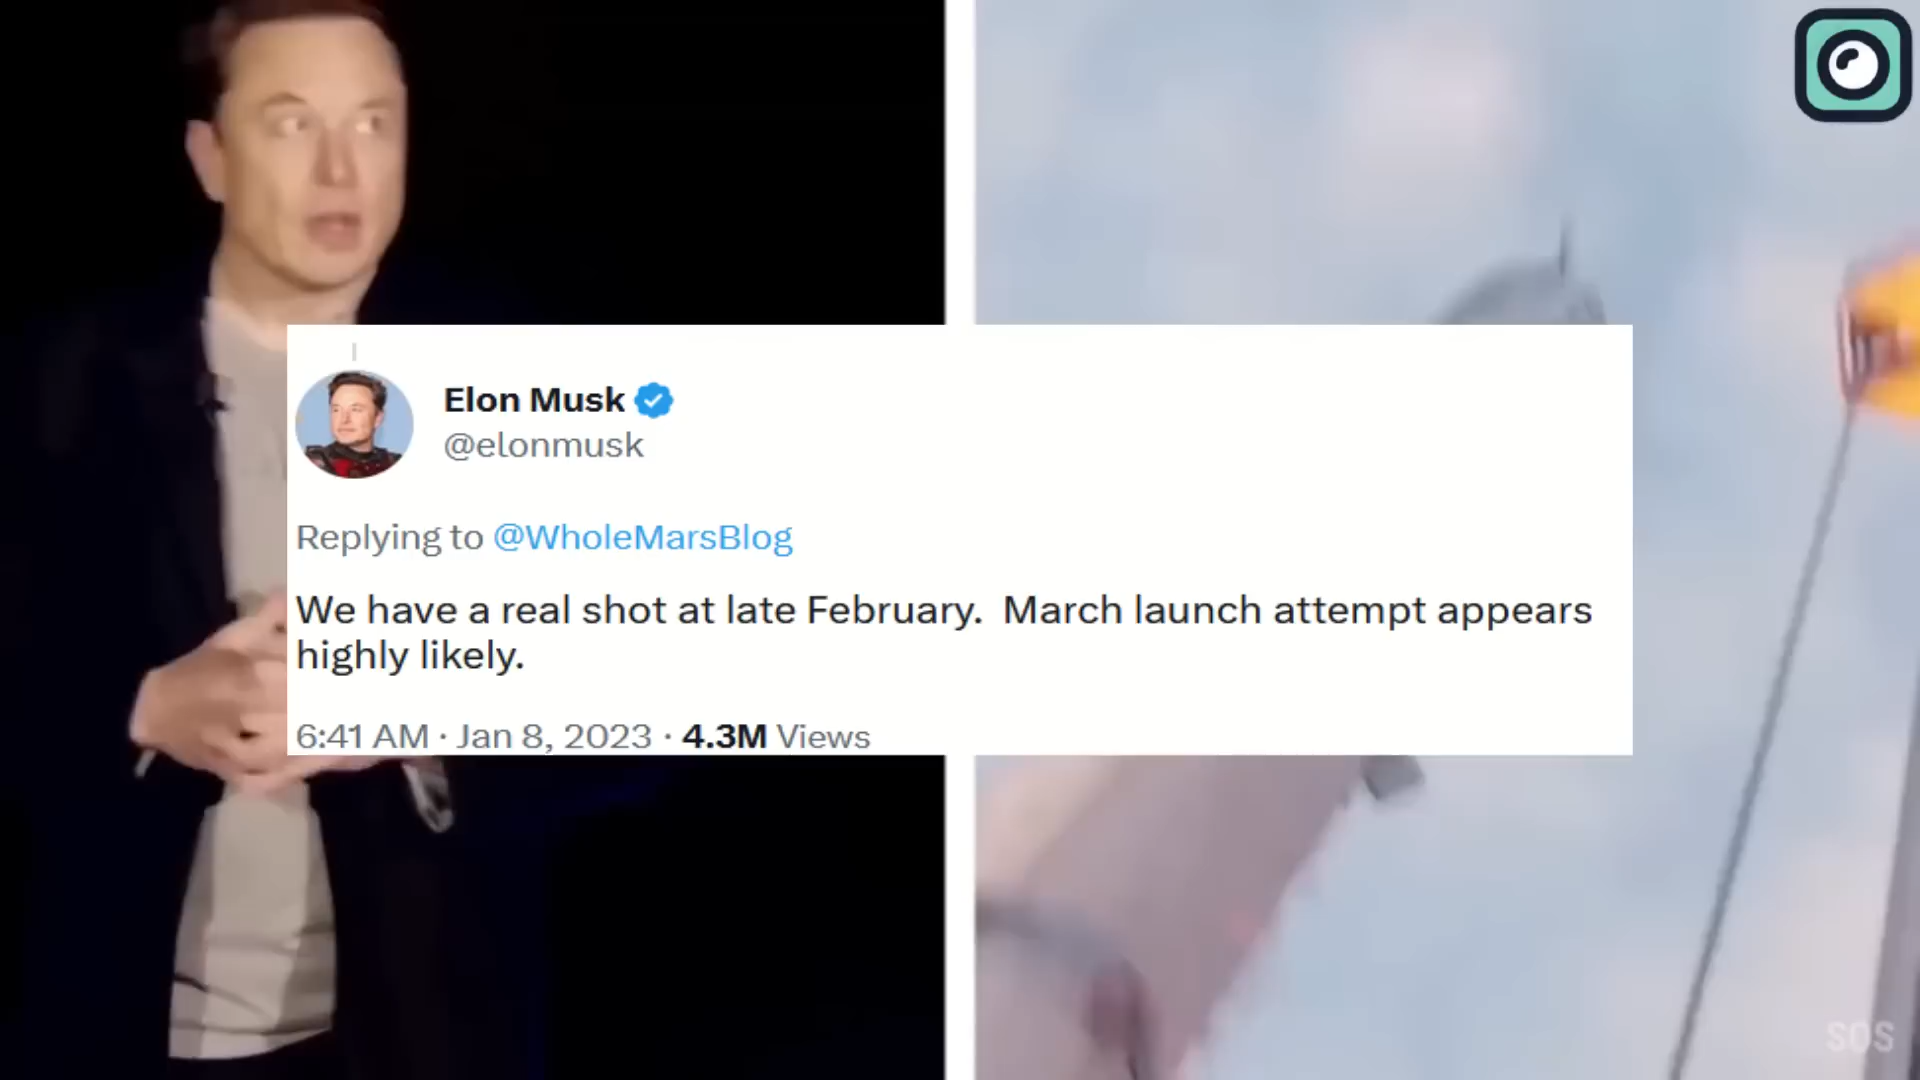 Elon Musk
@elonmusk
Replying to @WholeMarsBlog
We have a real shot at late February.  March launch attempt appears
highly likely.
6:41 AM · Jan 8, 2023 · 4.3M Views
SOS